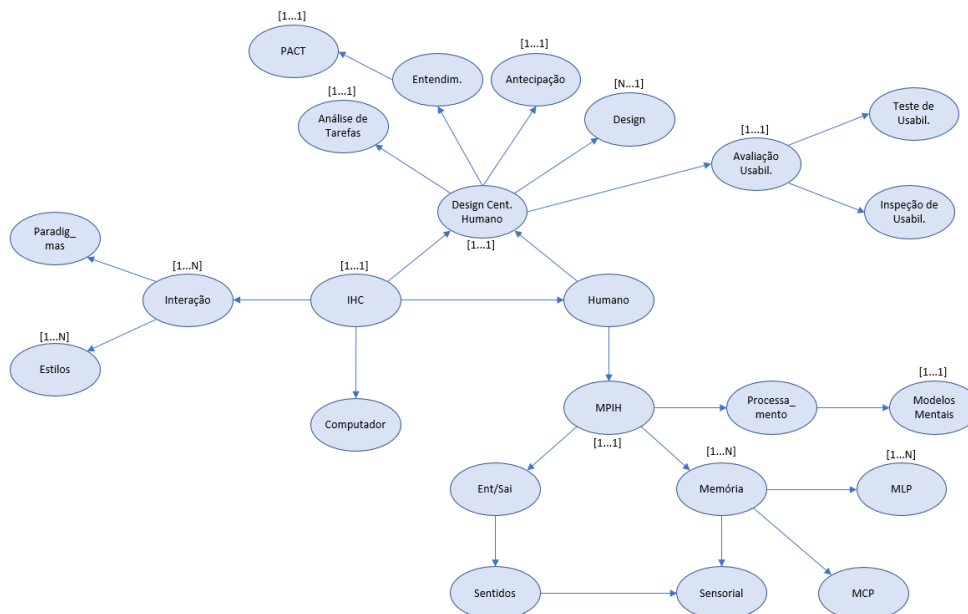 [1...1]
PACT
Entendim.
[1...1]
Antecipação
[1...1]
Análise de
Tarefas
[N...1]
Design
Teste de
Usabil.
[1...1]
Avaliação
Usabil.
Inspeção de
Usabil.
Design Cent.
Humano
[1...1]
Paradig_
mas
[1...N]
Interação
[1...1]
IHC
Humano
[1...N]
Estilos
Computador
MPIH
[1...1]
Processa_
mento
[1...1]
Modelos
Mentais
Ent/Sai
[1...N]
Memória
[1...N]
MLP
Sentidos
Sensorial
MCP